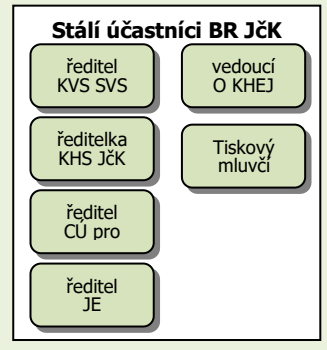 Stálí účastníci BR JčK
ředitel
KVS SVS
vedoucí
O KHEJ
ředitelka
KHS JčK
Tiskový
mluvčí
ředitel
CÚ pro
ředitel
JE